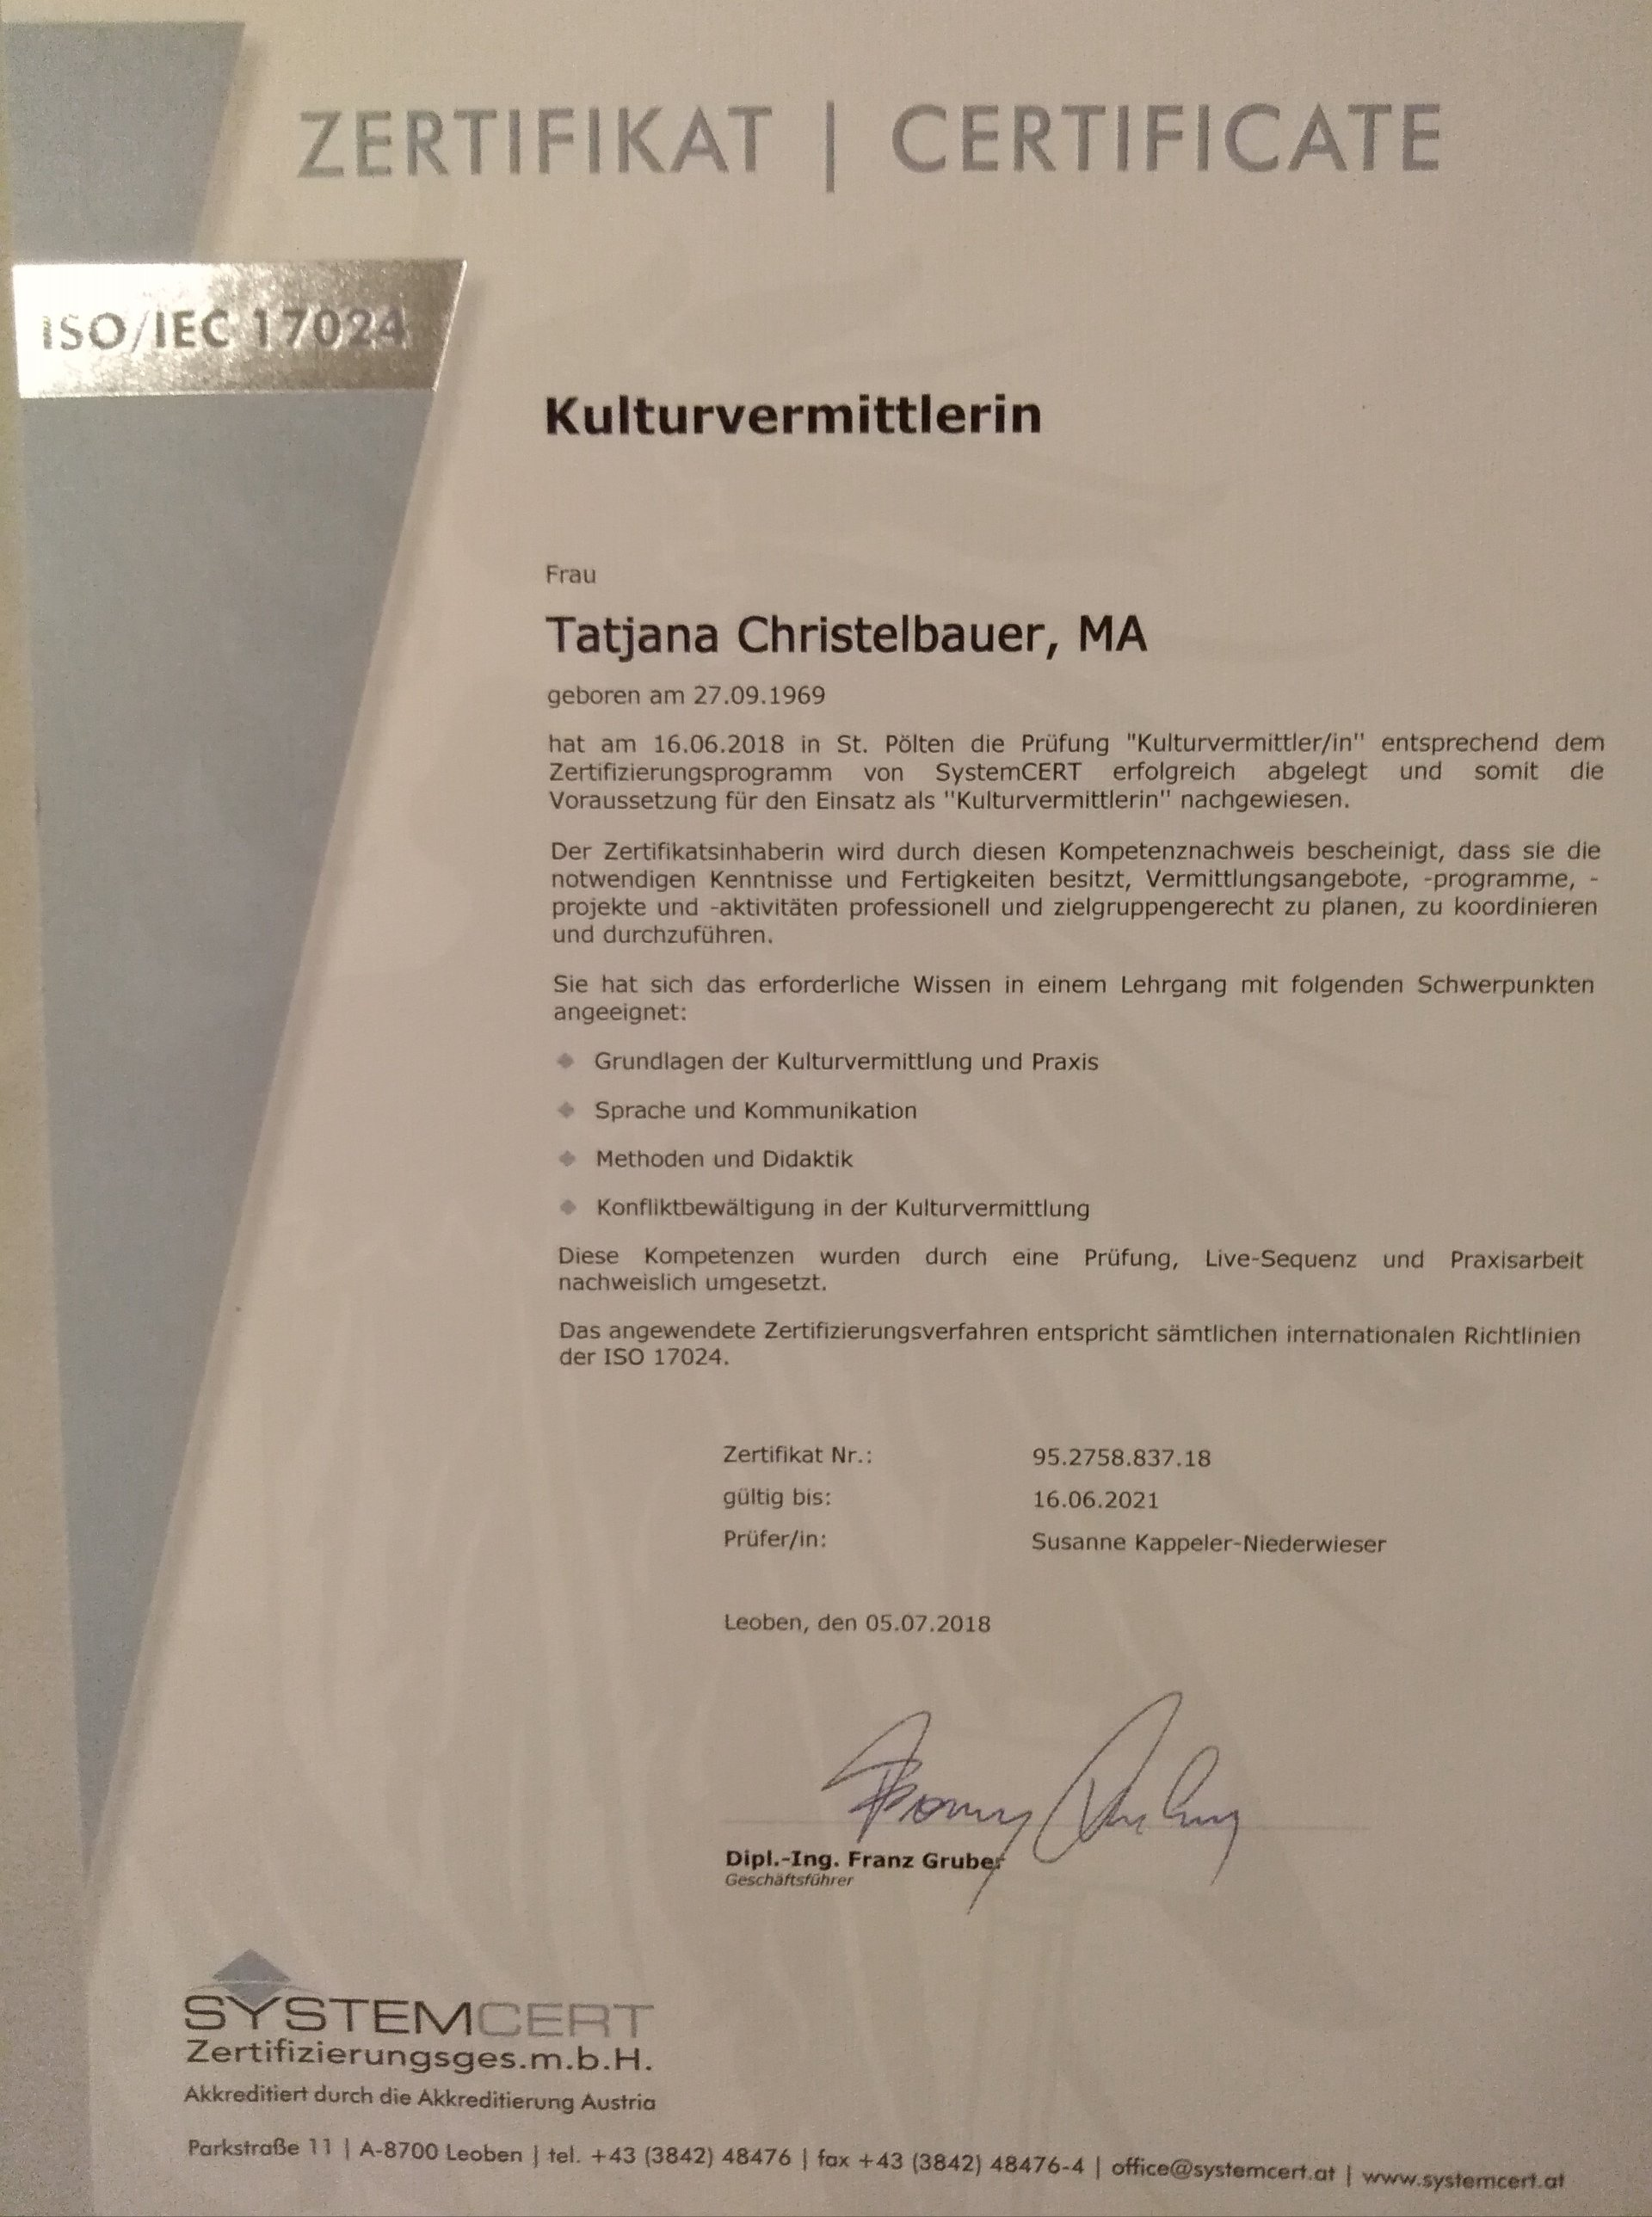 ZERTIFIKAT | CERTIFICATE
ISO/IEC 17024
Kulturvermittlerin
Frau
Tatjana Christelbauer, MA
geboren am 27.09.1969
hat am 16.06.2018 in St. Pölten die Prüfung "Kulturvermittler/in" entsprechend dem
Zertifizierungsprogramm von SystemCERT erfolgreich abgelegt und somit die
Voraussetzung für den Einsatz als "Kulturvermittlerin" nachgewiesen.
Der Zertifikatsinhaberin wird durch diesen Kompetenznachweis bescheinigt, dass sie die
notwendigen Kenntnisse und Fertigkeiten besitzt, Vermittlungsangebote, -programme, -
projekte und -aktivitäten professionell und zielgruppengerecht zu planen, zu koordinieren
und durchzuführen.
Sie hat sich das erforderliche Wissen in einem Lehrgang mit folgenden Schwerpunkten
angeeignet:
Grundlagen der Kulturvermittlung und Praxis
Sprache und Kommunikation
Methoden und Didaktik
Konfliktbewältigung in der Kulturvermittlung
Diese Kompetenzen wurden durch eine Prüfung, Live-Sequenz und Praxisarbeit
nachweislich umgesetzt.
Das angewendete Zertifizierungsverfahren entspricht sämtlichen internationalen Richtlinien
der ISO 17024.
Zertifikat Nr.: 95.2758.837.18
gültig bis: 16.06.2021
Prüfer/in: Susanne Kappeler-Niederwieser
Leoben, den 05.07.2018
Dipl.-Ing. Franz Gruber
Geschäftsführer
SYSTEMCERT
Zertifizierungsges.m.b.H.
Akkreditiert durch die Akkreditierung Austria
Parkstraße 11 | A-8700 Leoben | tel. +43 (3842) 48476 | fax +43 (3842) 48476-4 | office@systemcert.at | www.systemcert.at